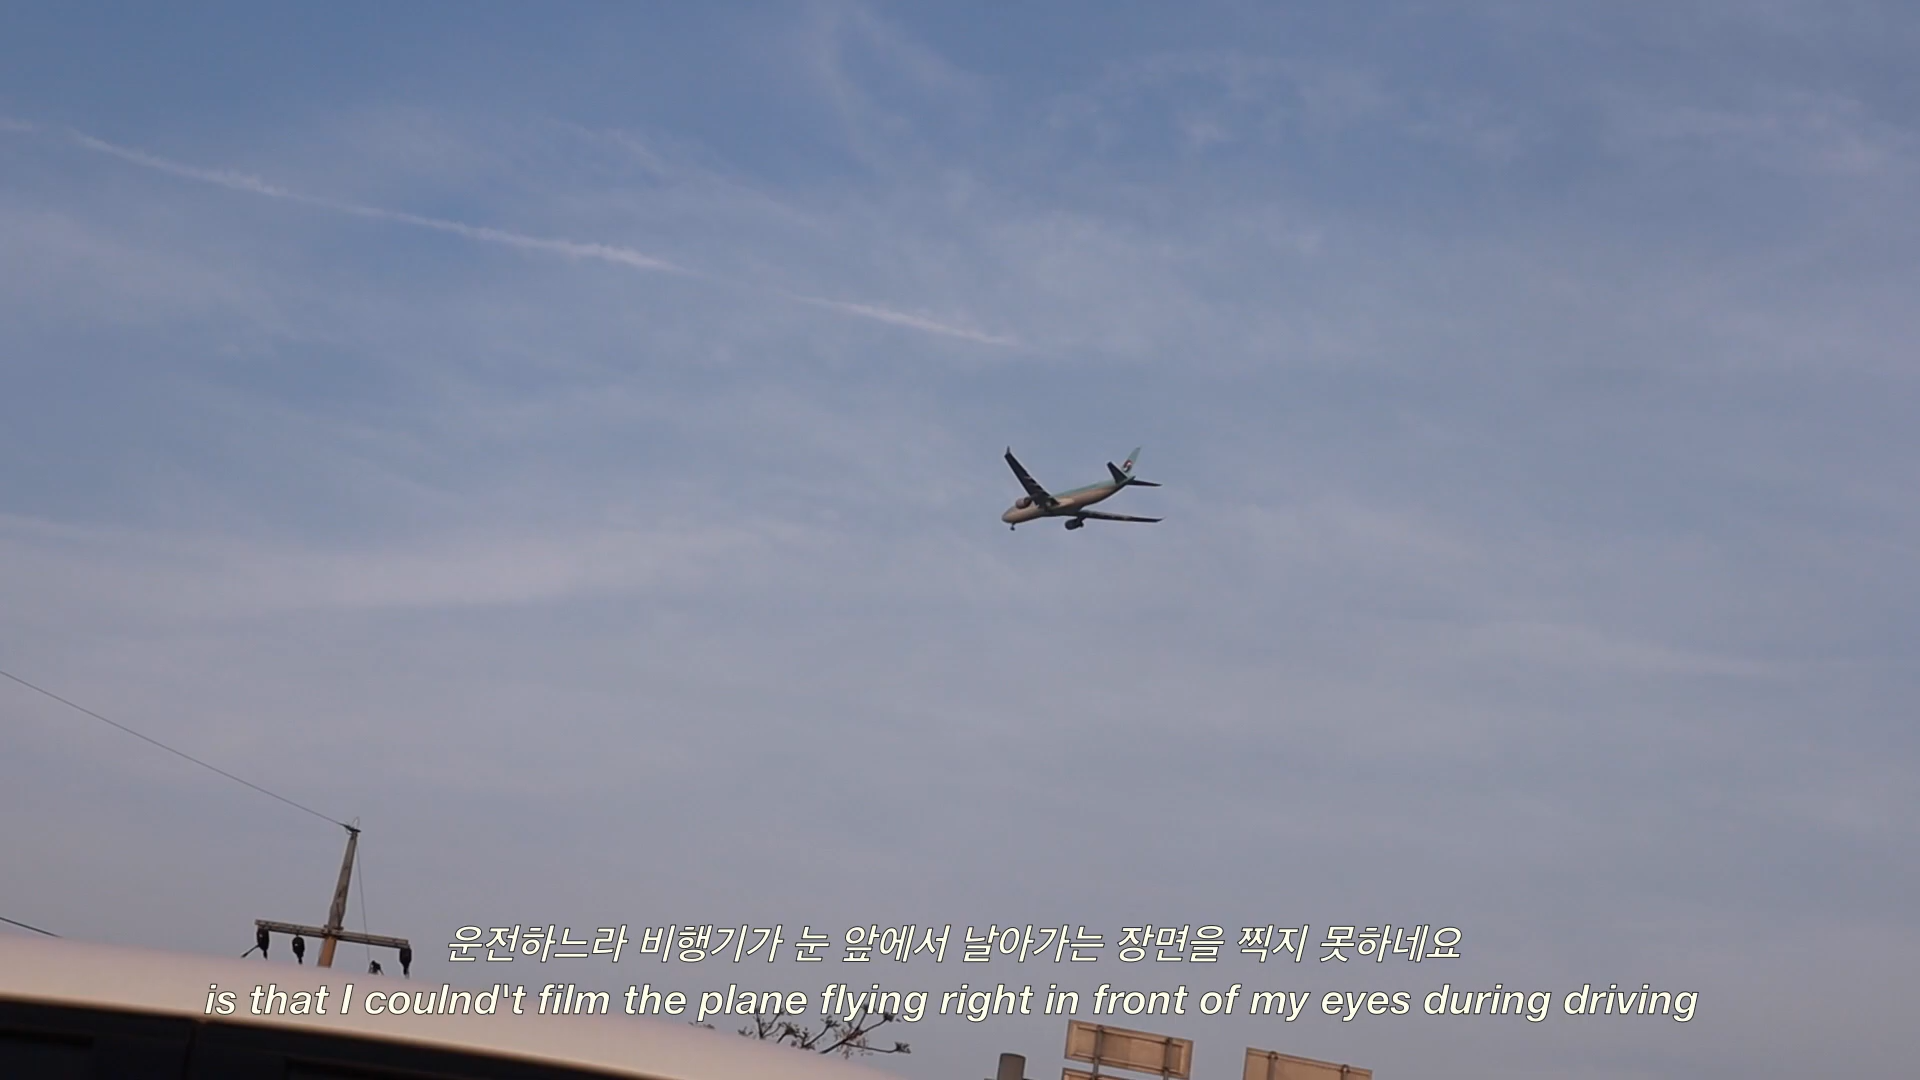 운전하느라 비행기가 눈 앞에서 날아가는 장면을 찍지 못하네요
is that I coulnd't film the plane flying right in front of my eyes during driving